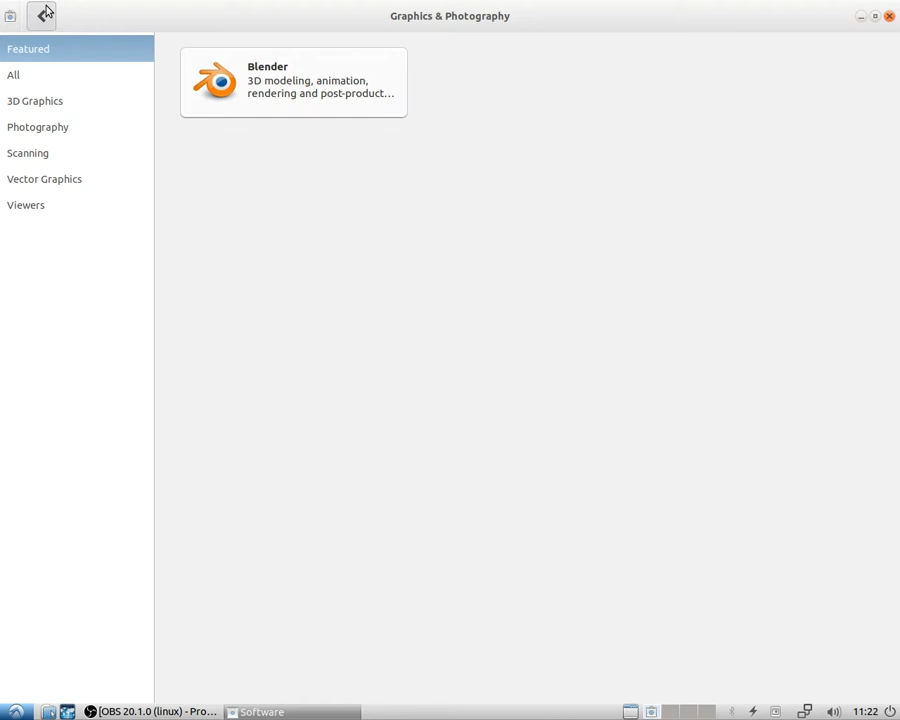 Graphics & Photography
Featured
All
3D Graphics
Photography
Scanning
Vector Graphics
Viewers
Blender
3D modeling, animation,
rendering and post-product...
[OBS 20.1.0 (linux) - Pro...
Software
11:22